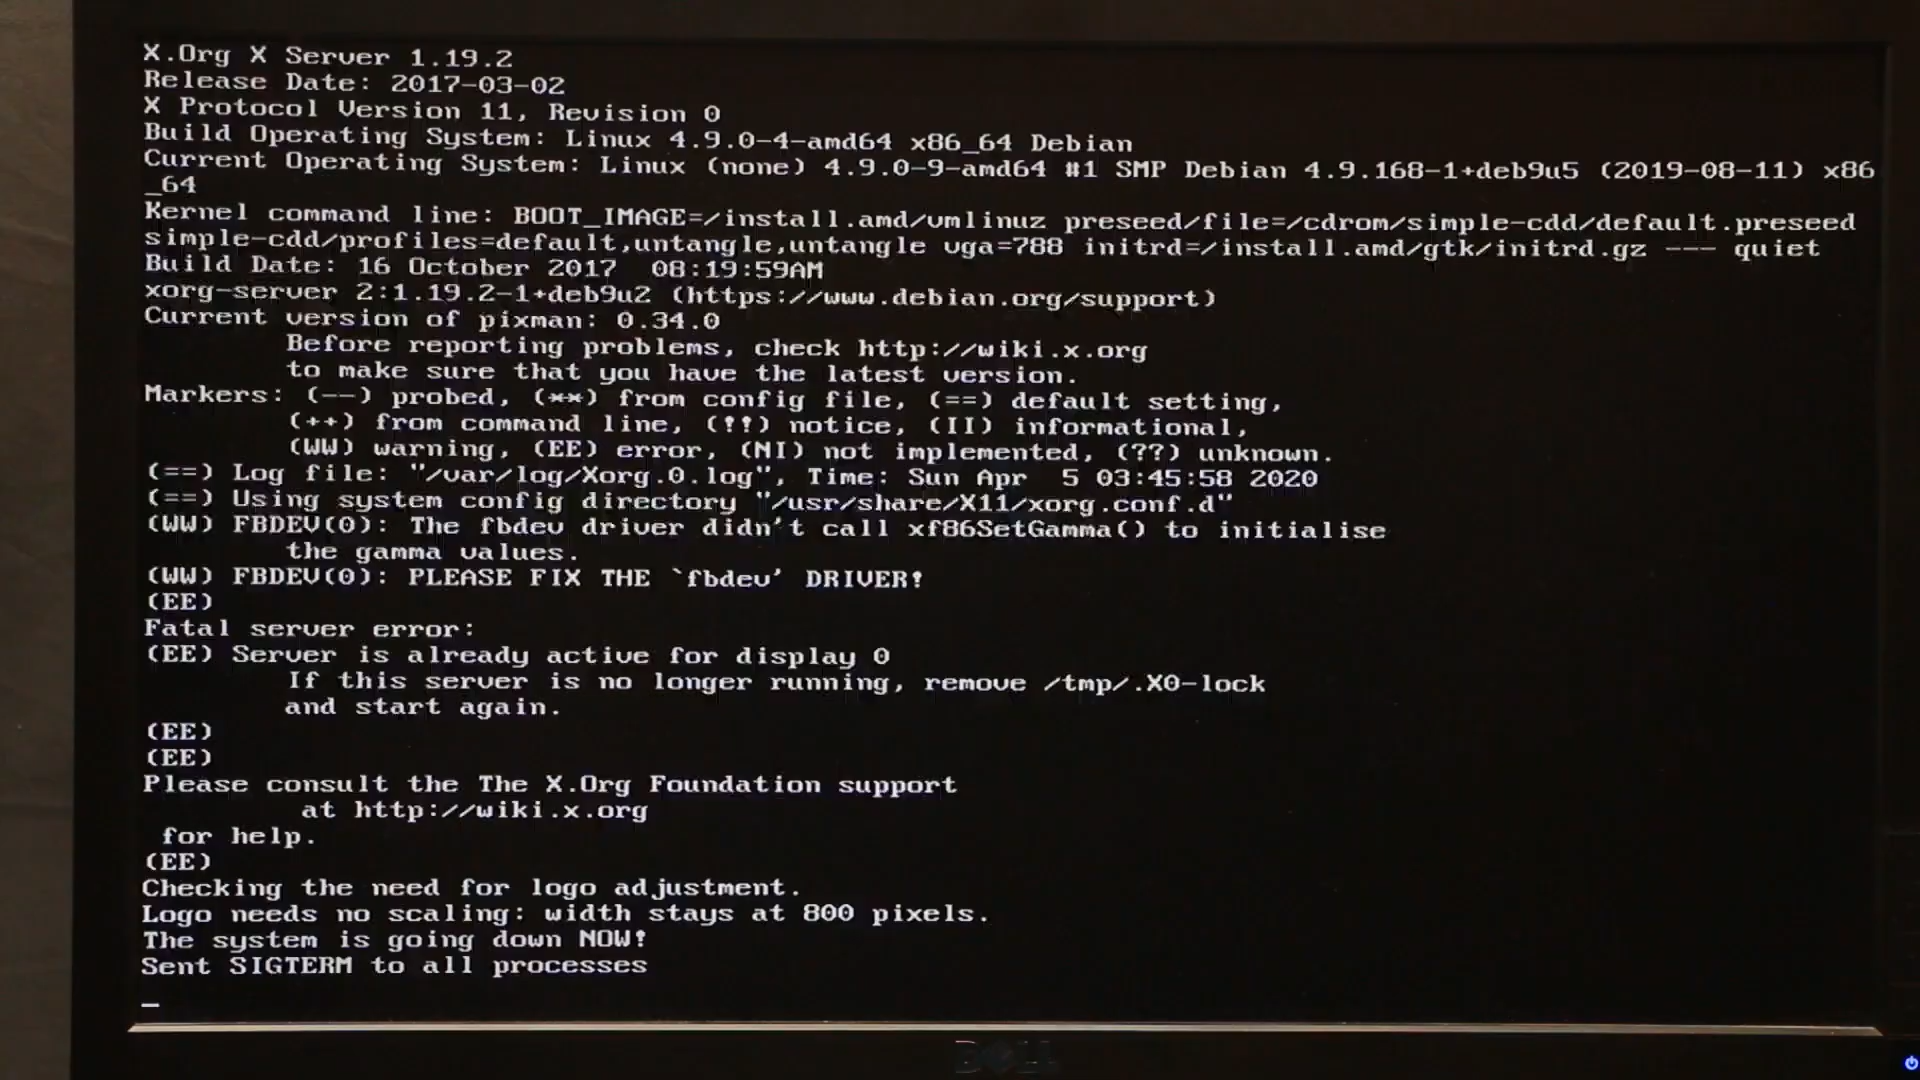 X.Org X Server 1.19.2
Release Date: 2017-03-02
X Protocol Version 11, Revision 0
Build Operating System: Linux 4.9.0-4-amd64 x86_64 Debian
Current Operating System: Linux (none) 4.9.0-9-amd64 #1 SMP Debian 4.9.168-1+deb9u5 (2019-08-11) x86
_64
Kernel command line: BOOT_IMAGE=/install.amd/vmlinuz preseed/file=/cdrom/simple-cdd/default.preseed
simple-cdd/profiles=default,untangle,untangle vga=788 initrd=/install.amd/gtk/initrd.gz --- quiet
Build Date: 16 October 2017  08:19:59AM
xorg-server 2:1.19.2-1+deb9u2 (https://www.debian.org/support)
Current version of pixman: 0.34.0
Before reporting problems, check http://wiki.x.org
to make sure that you have the latest version.
Markers: (--) probed, (**) from config file, (==) default setting,
(++) from command line, (!!) notice, (II) informational,
(WW) warning, (EE) error, (NI) not implemented, (??) unknown.
(==) Log file: "/var/log/Xorg.0.log", Time: Sun Apr  5 03:45:58 2020
(==) Using system config directory "/usr/share/X11/xorg.conf.d"
(WW) FBDEV(0): The fbdev driver didn't call xf86SetGamma() to initialise
the gamma values.
(WW) FBDEV(0): PLEASE FIX THE `fbdev' DRIVER!
(EE)
Fatal server error:
(EE) Server is already active for display 0
If this server is no longer running, remove /tmp/.X0-lock
and start again.
(EE)
(EE)
Please consult the The X.Org Foundation support
at http://wiki.x.org
for help.
(EE)
Checking the need for logo adjustment.
Logo needs no scaling: width stays at 800 pixels.
The system is going down NOW!
Sent SIGTERM to all processes
_
DELL